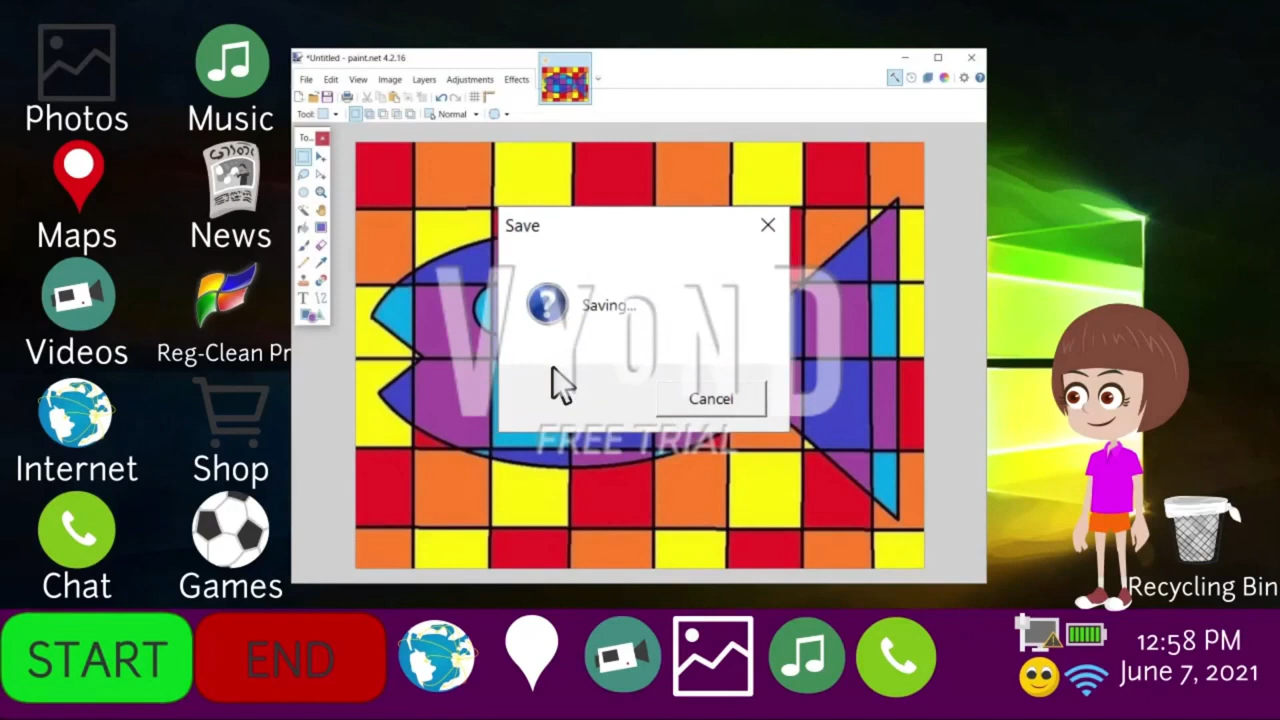 *Untitled - paint.net 4.2.16
File Edit View Image Layers Adjustments Effects
Tool:
Normal
To...
Save
Saving...
Cancel
VYOND
FREE TRIAL
Photos
Music
Maps
News
Videos
Reg-Clean Pr
Internet
Shop
Chat
Games
Recycling Bin
START
END
12:58 PM
June 7, 2021